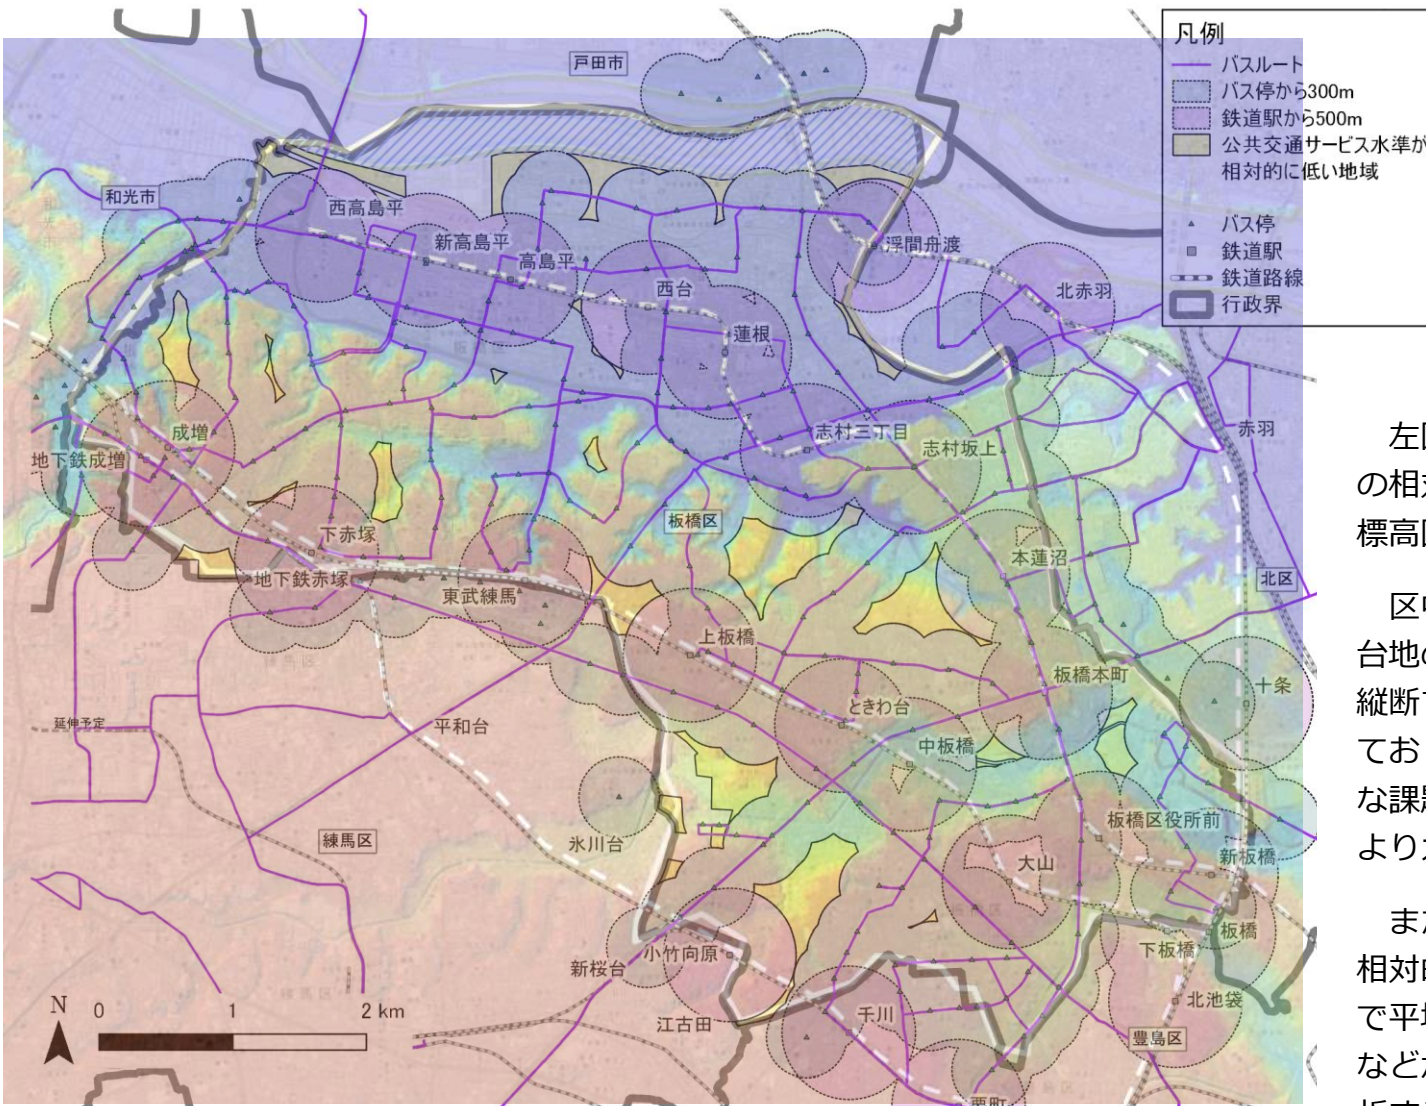 凡例
バスルート
バス停から300m
鉄道駅から500m
公共交通サービス水準が
相対的に低い地域
バス停
鉄道駅
鉄道路線
行政界
戸田市
和光市
西高島平
新高島平
高島平
浮間舟渡
西台
北赤羽
蓮根
成増
志村三丁目
志村坂上
赤羽
地下鉄成増
板橋区
下赤塚
本蓮沼
北区
地下鉄赤塚
東武練馬
上板橋
板橋本町
十条
ときわ台
延伸予定
平和台
中板橋
練馬区
氷川台
板橋区役所前
新板橋
大山
板橋
下板橋
小竹向原
新桜台
北池袋
江古田
千川
豊島区
N
0 1 2 km
の相
標高
区
台地
縦断
てお
な課
より
ま
相対
で平
など